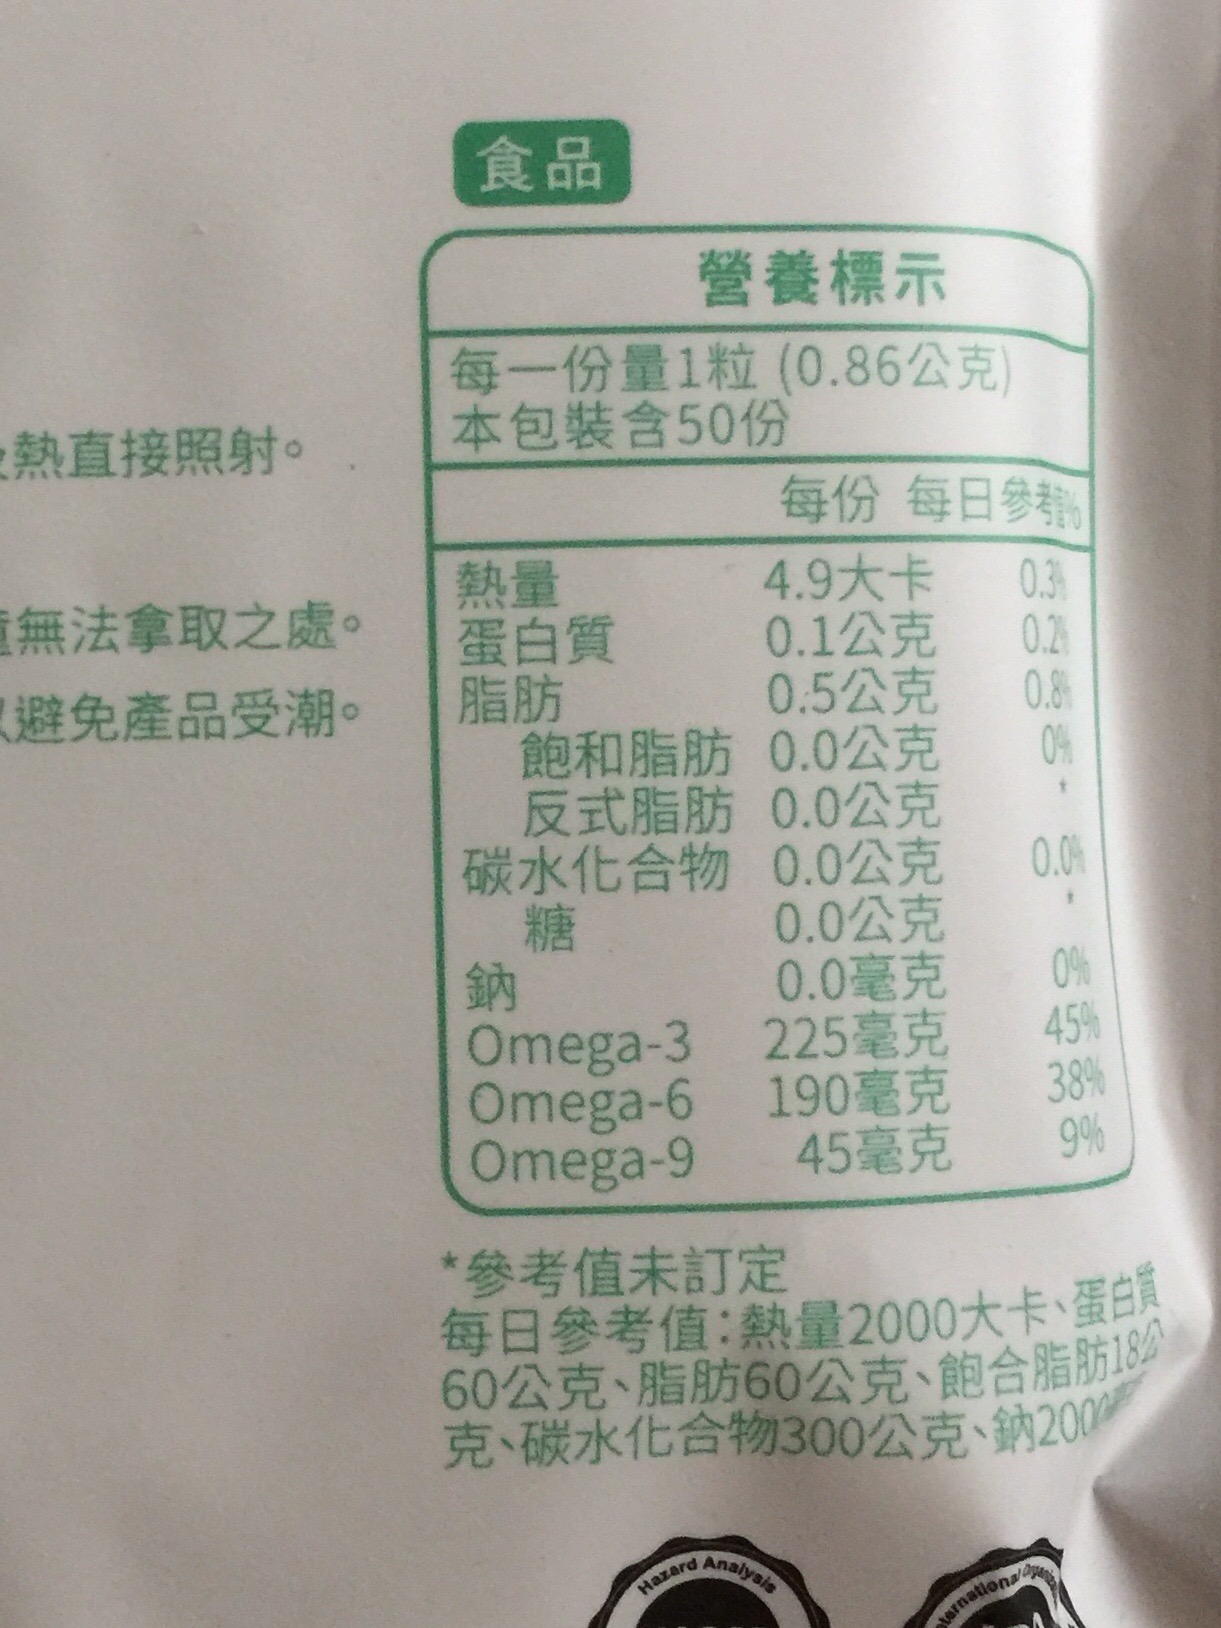 食品
營養標示
每一份量1粒 (0.86公克)
本包裝含50份
每份 每日參考值%
熱量 4.9大卡 0.3%
蛋白質 0.1公克 0.2%
脂肪 0.5公克 0.8%
飽和脂肪 0.0公克 0%
反式脂肪 0.0公克 *
碳水化合物 0.0公克 0.0%
糖 0.0公克 *
鈉 0.0毫克 0%
Omega-3 225毫克 45%
Omega-6 190毫克 38%
Omega-9 45毫克 9%
*參考值未訂定
每日參考值:熱量2000大卡、蛋白質
60公克、脂肪60公克、飽合脂肪18公
克、碳水化合物300公克、鈉2000毫
熱直接照射。
無法拿取之處。
避免產品受潮。
Hazard Analysis